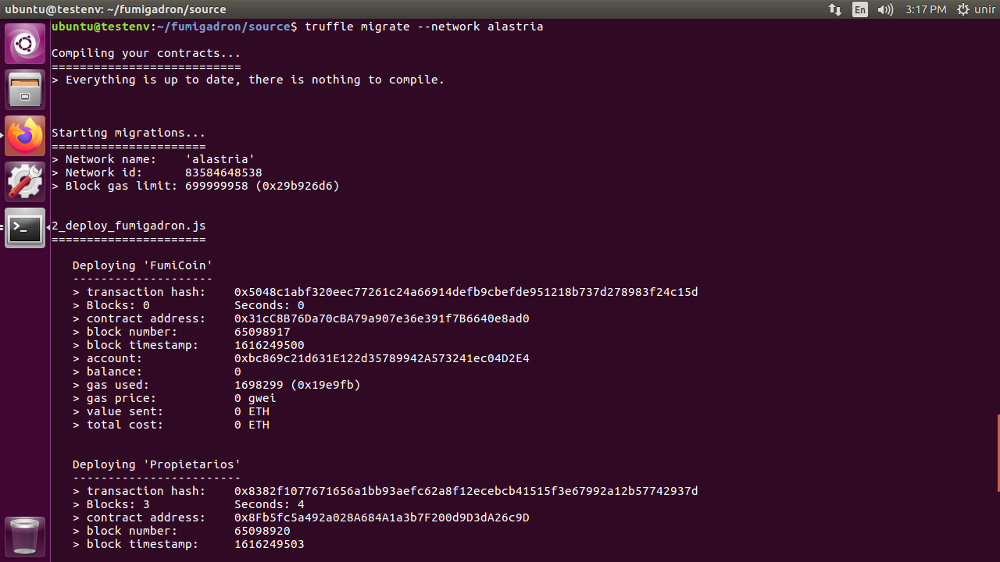 ubuntu@testenv: ~/fumigadron/source
En
3:17 PM
unir
ubuntu@testenv:~/fumigadron/source$ truffle migrate --network alastria
Compiling your contracts...
===========================
> Everything is up to date, there is nothing to compile.
Starting migrations...
======================
> Network name:    'alastria'
> Network id:      83584648538
> Block gas limit: 699999958 (0x29b926d6)
2_deploy_fumigadron.js
======================
   Deploying 'FumiCoin'
   --------------------
   > transaction hash:    0x5048c1abf320eec77261c24a66914defb9cbefde951218b737d278983f24c15d
   > Blocks: 0            Seconds: 0
   > contract address:    0x31cC8B76Da70cBA79a907e36e391f7B6640e8ad0
   > block number:        65098917
   > block timestamp:     1616249500
   > account:             0xbc869c21d631E122d35789942A573241ec04D2E4
   > balance:             0
   > gas used:            1698299 (0x19e9fb)
   > gas price:           0 gwei
   > value sent:          0 ETH
   > total cost:          0 ETH
   Deploying 'Propietarios'
   ------------------------
   > transaction hash:    0x8382f1077671656a1bb93aefc62a8f12ecebcb41515f3e67992a12b57742937d
   > Blocks: 3            Seconds: 4
   > contract address:    0x8Fb5fc5a492a028A684A1a3b7F200d9D3dA26c9D
   > block number:        65098920
   > block timestamp:     1616249503